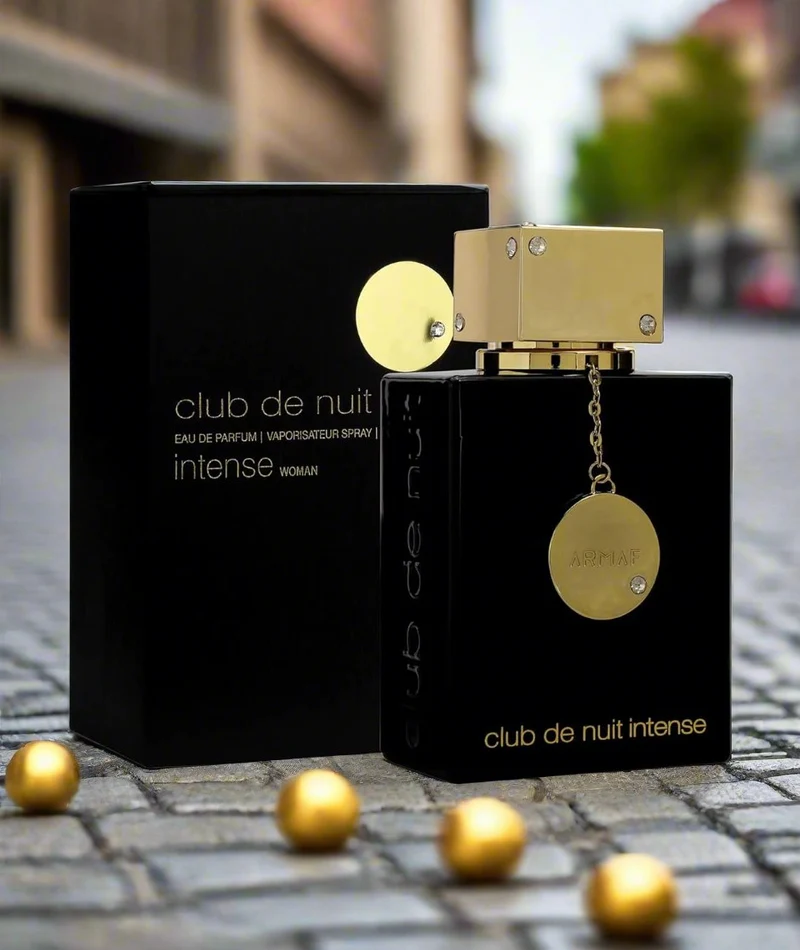 club de nuit
EAU DE PARFUM | VAPORISATEUR SPRAY |
intense WOMAN
club de nuit
ARMAF
club de nuit intense